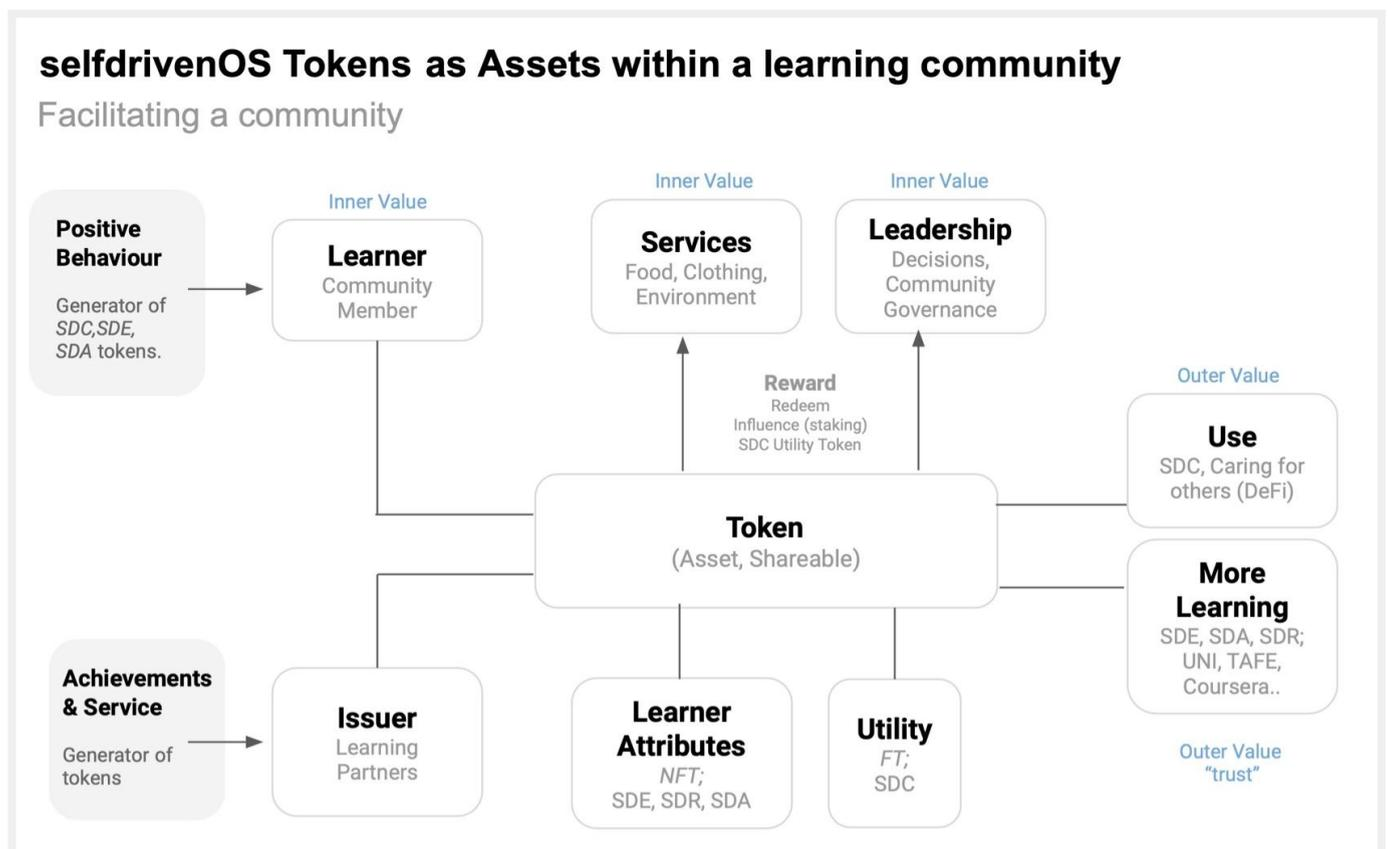 selfdrivenOS Tokens as Assets within a learning community
Facilitating a community
Positive
Behaviour
Generator of
SDC,SDE,
SDA tokens.
Inner Value
Learner
Community
Member
Inner Value
Services
Food, Clothing,
Environment
Inner Value
Leadership
Decisions,
Community
Governance
Reward
Redeem
Influence (staking)
SDC Utility Token
Outer Value
Use
SDC, Caring for
others (DeFi)
Token
(Asset, Shareable)
More
Learning
SDE, SDA, SDR;
UNI, TAFE,
Coursera..
Outer Value
“trust”
Achievements
& Service
Generator of
tokens
Issuer
Learning
Partners
Learner
Attributes
NFT;
SDE, SDR, SDA
Utility
FT;
SDC